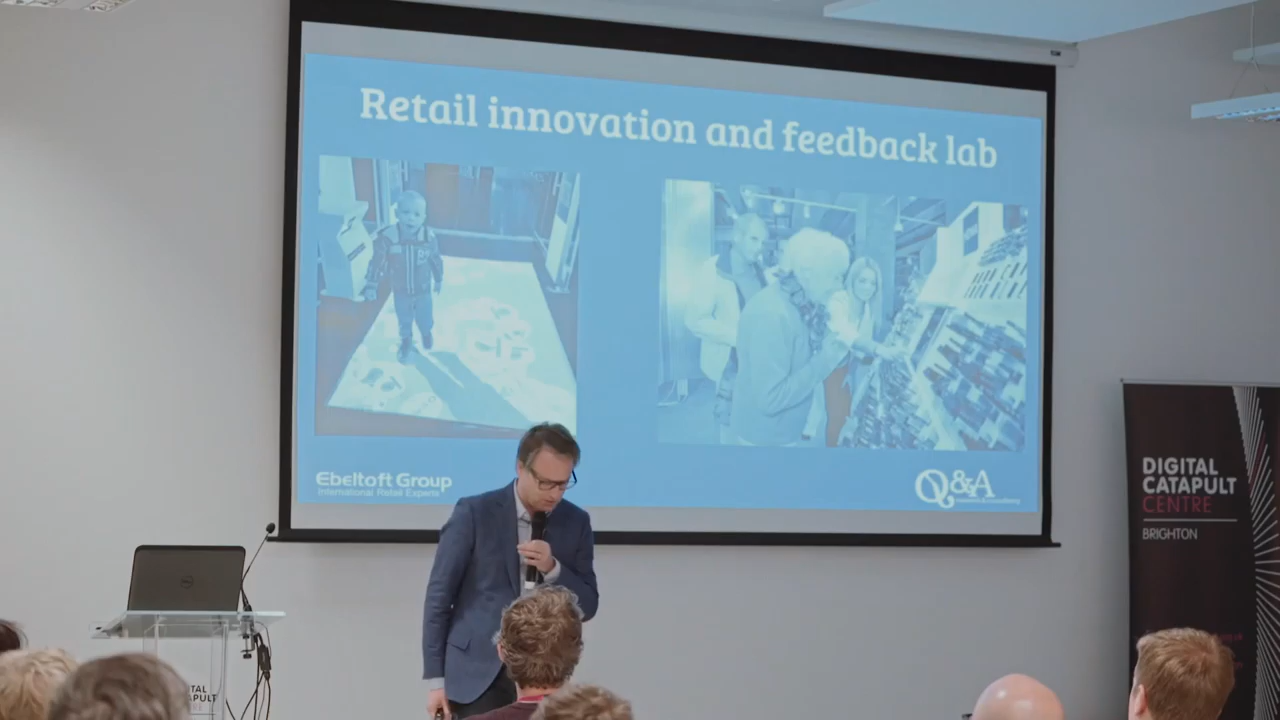 Retail innovation and feedback lab
Ebeltoft Group
International Retail Experts
Q&A
DIGITAL
CATAPULT
CENTRE
BRIGHTON